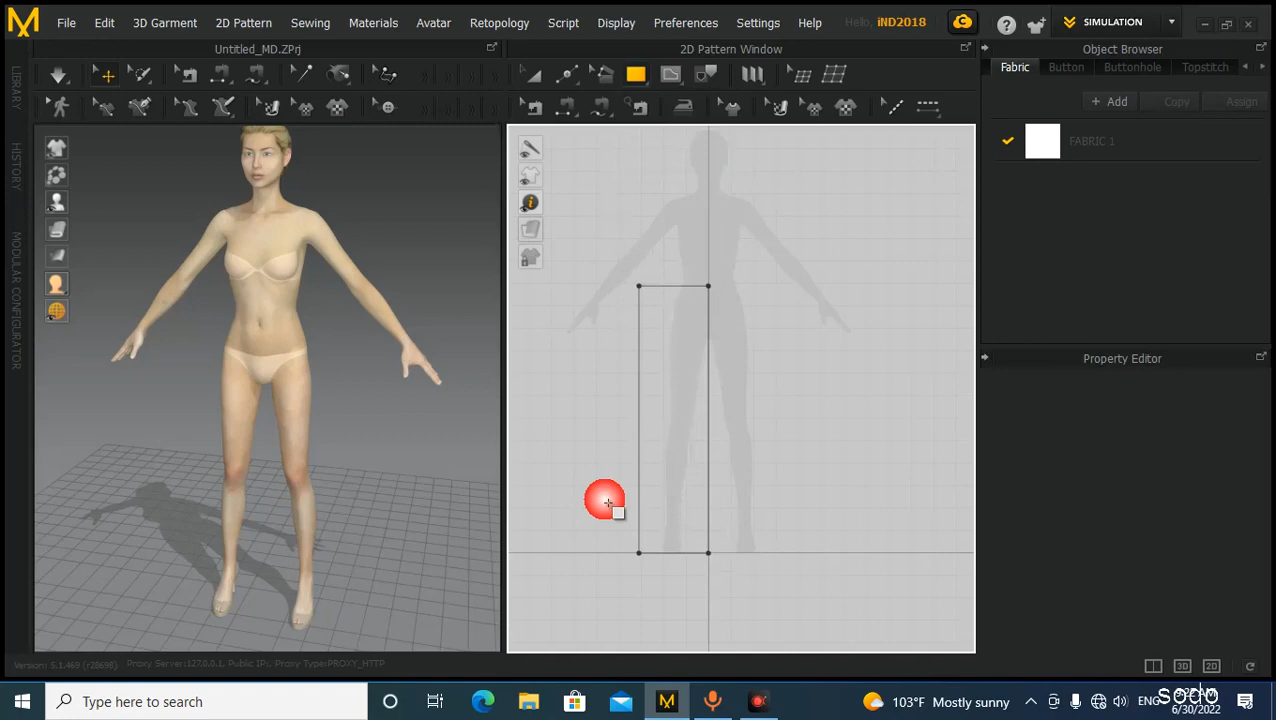 File Edit 3D Garment 2D Pattern Sewing Materials Avatar Retopology Script Display Preferences Settings Help Hello, iND2018 SIMULATION
Untitled_MD.ZPrj
2D Pattern Window
Object Browser
Fabric Button Buttonhole Topstitch
+ Add Copy Assign
FABRIC 1
Property Editor
LIBRARY
HISTORY
MODULAR CONFIGURATOR
Version: 5.1.469 (r28698) Proxy Server:127.0.0.1, Public IP:, Proxy Type:PROXY_HTTP
3D 2D
Type here to search
103°F Mostly sunny
ENG
6/30/2022